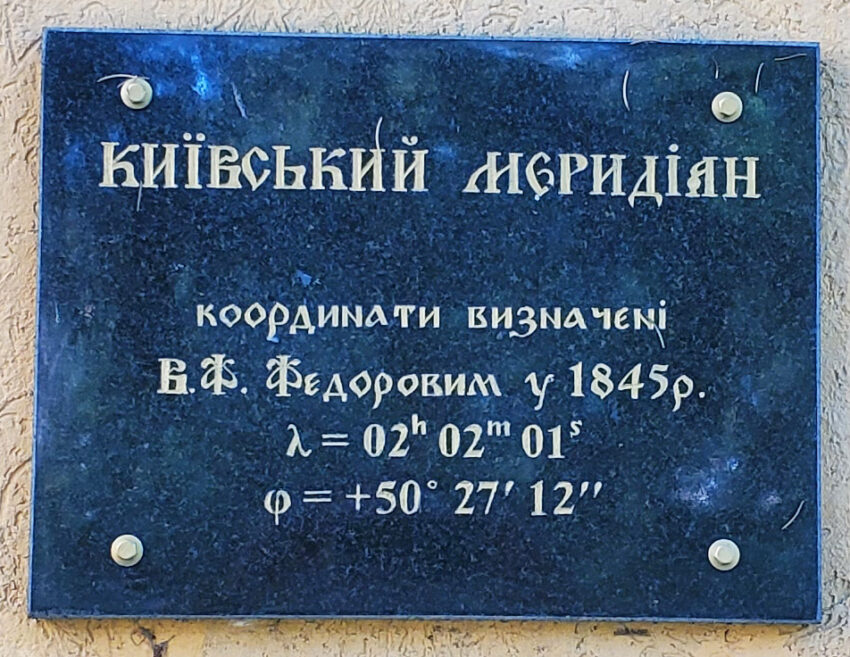 КИЇВСЬКИЙ МЕРИДІАН
КООРДИНАТИ ВИЗНАЧЕНІ
В.Ф. ФЕДОРОВИМ У 1845р.
λ = 02ʰ 02ᵐ 01ˢ
φ = +50° 27′ 12″